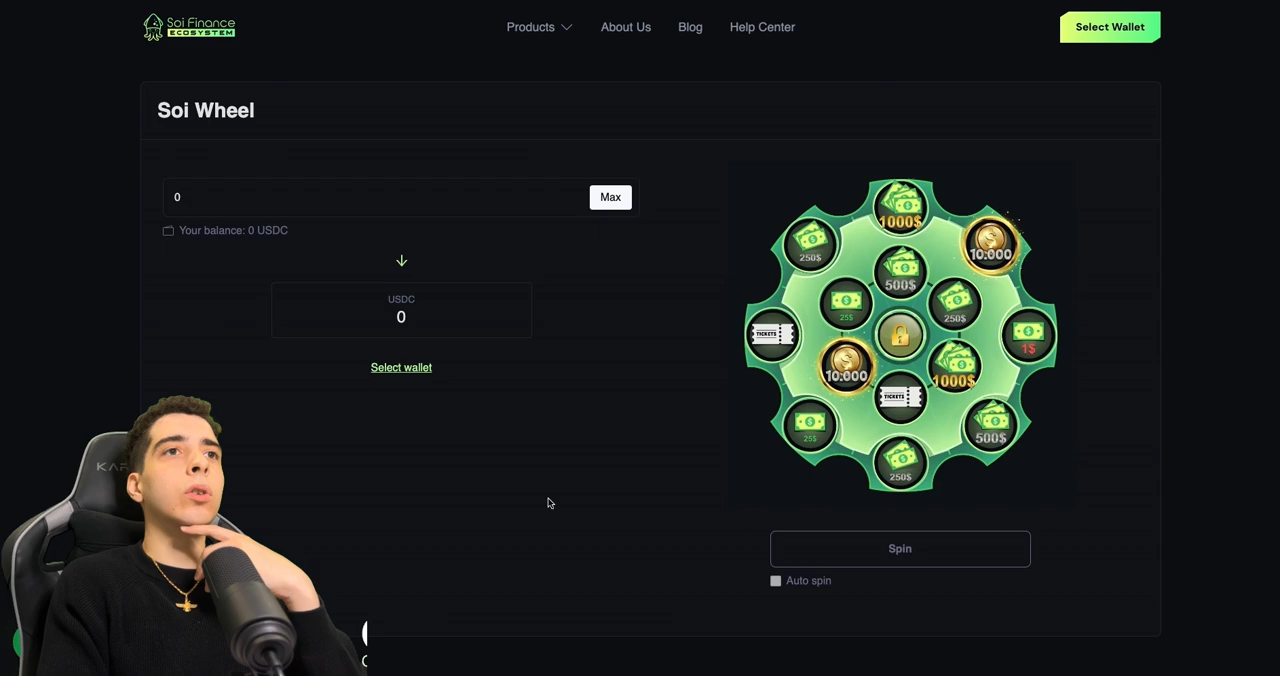 Soi Finance
ECOSYSTEM
Products
About Us
Blog
Help Center
Select Wallet
Soi Wheel
0
Max
Your balance: 0 USDC
USDC
0
Select wallet
1000$
250$
10.000
500$
25$
250$
TICKETS
1$
10.000
1000$
TICKETS
25$
500$
250$
Spin
Auto spin